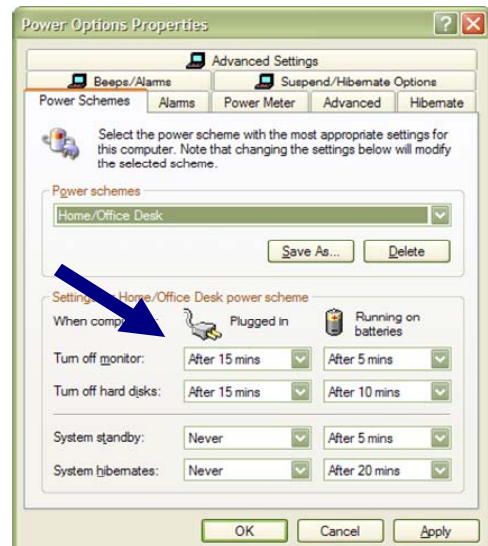 Power Options Properties
Advanced Settings
Beeps/Alarms Suspend/Hibernate Options
Power Schemes Alarms Power Meter Advanced Hibernate
Select the power scheme with the most appropriate settings for
this computer. Note that changing the settings below will modify
the selected scheme.
Power schemes
Home/Office Desk
Save As... Delete
Home/Office Desk power scheme
When Plugged in Running on
batteries
Turn off monitor: After 15 mins After 5 mins
Turn off hard disks: After 15 mins After 10 mins
System standby: Never After 5 mins
System hibernates: Never After 20 mins
OK Cancel Apply